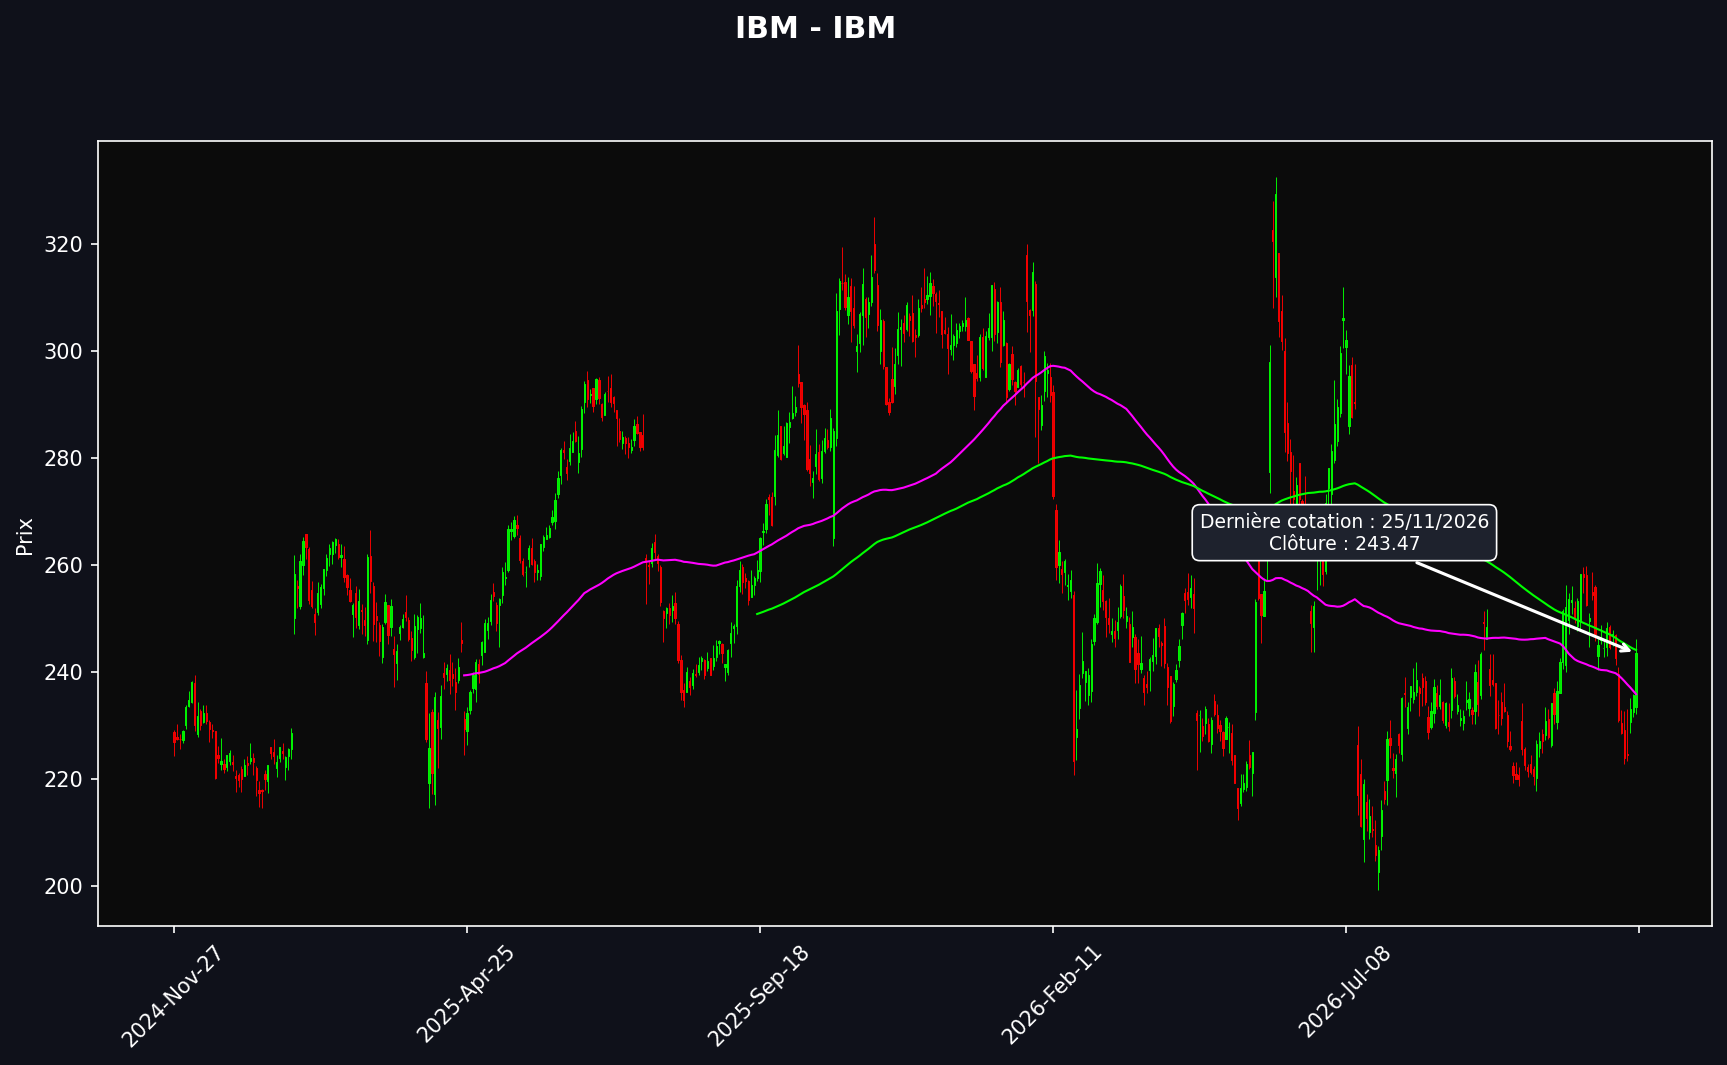 IBM - IBM
Prix
320
300
280
260
240
220
200
Dernière cotation : 25/11/2026
Clôture : 243.47
2024-Nov-27
2025-Apr-25
2025-Sep-18
2026-Feb-11
2026-Jul-08